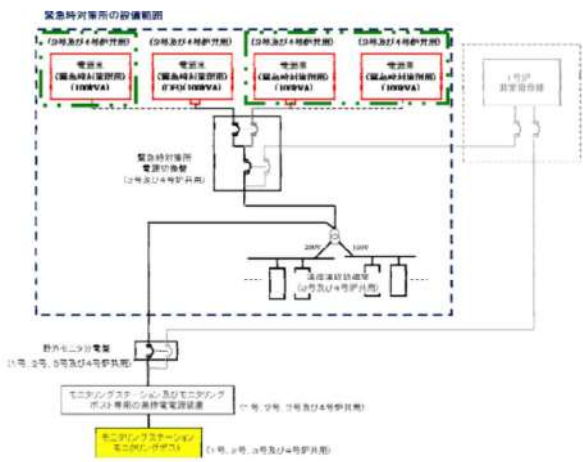 緊急時対策所の設備範囲
(3号及び4号炉共用)
(3号及び4号炉共用)
(3号及び4号炉共用)
(3号及び4号炉共用)
電源車
(緊急時対策所用)
(100kVA)
電源車
(緊急時対策所用)
(100kVA)
電源車
(緊急時対策所用)
(100kVA)
電源車
(緊急時対策所用)
(100kVA)
1号炉
非常用母線
緊急時対策所
電源切換盤
(3号及び4号炉共用)
200V
100V
(3号及び4号炉共用)
野外モニタ分電盤
(1号、2号、3号及び4号炉共用)
モニタリングステーション及びモニタリング
ポスト専用の無停電電源装置
(1号、2号、3号及び4号炉共用)
モニタリングステーション
モニタリングポスト
(1号、2号、3号及び4号炉共用)